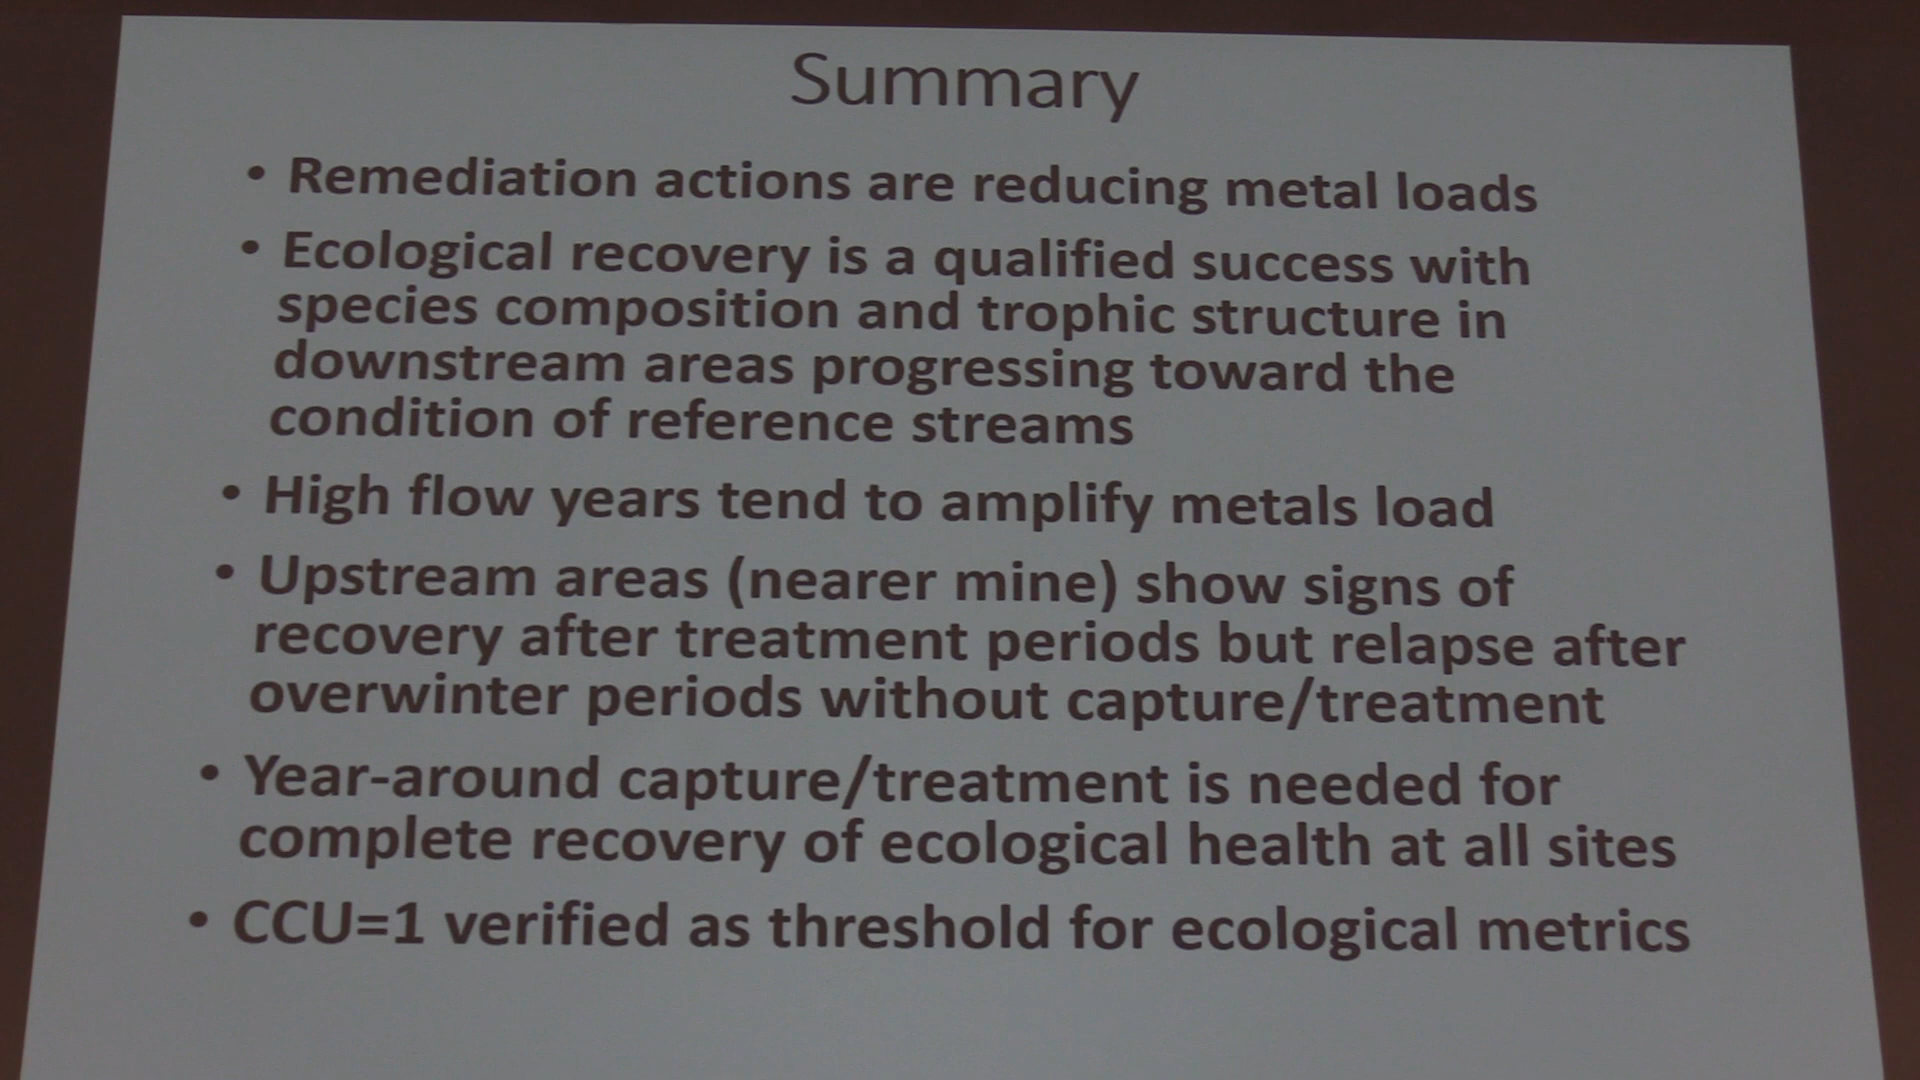 Summary
• Remediation actions are reducing metal loads
• Ecological recovery is a qualified success with
species composition and trophic structure in
downstream areas progressing toward the
condition of reference streams
• High flow years tend to amplify metals load
• Upstream areas (nearer mine) show signs of
recovery after treatment periods but relapse after
overwinter periods without capture/treatment
• Year-around capture/treatment is needed for
complete recovery of ecological health at all sites
• CCU=1 verified as threshold for ecological metrics